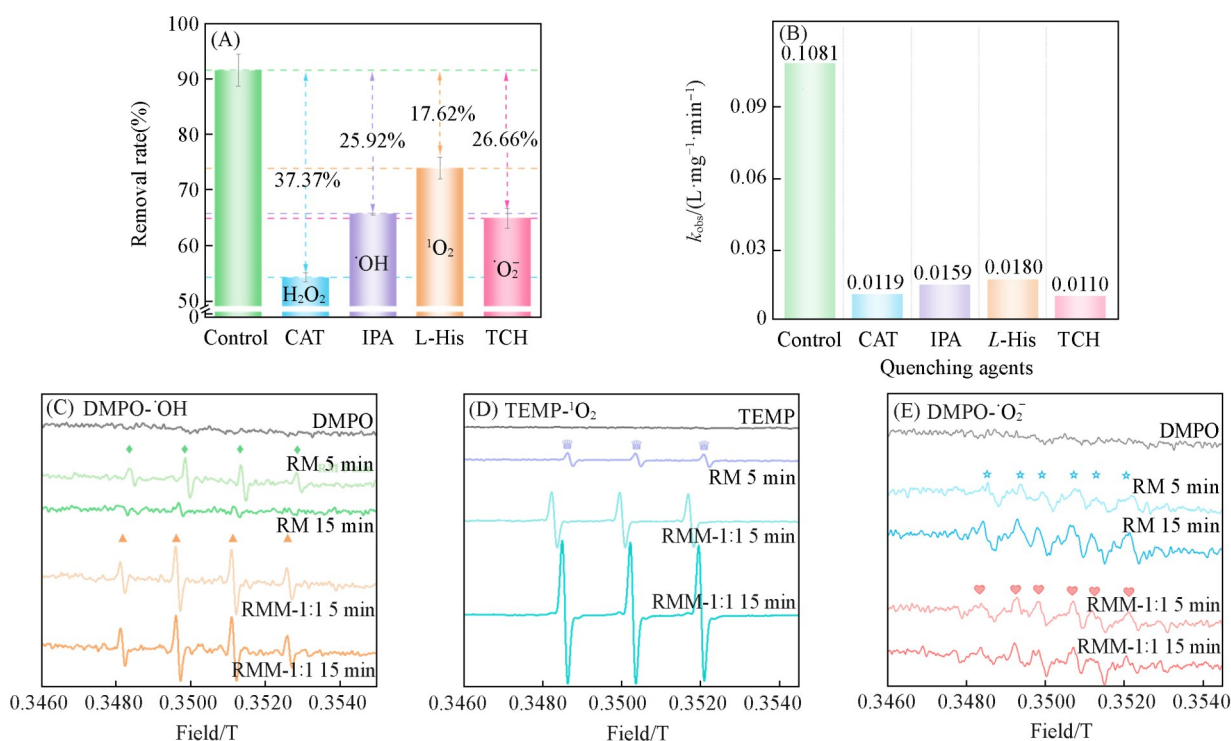 (A)
Removal rate(%)
100
90
80
70
60
50
0
37.37%
25.92%
17.62%
26.66%
H₂O₂
·OH
¹O₂
·O₂⁻
Control CAT IPA L-His TCH
(B)
k_obs/(L·mg⁻¹·min⁻¹)
0.09
0.06
0.03
0
0.1081
0.0119
0.0159
0.0180
0.0110
Control CAT IPA L-His TCH
Quenching agents
(C) DMPO-·OH
DMPO
RM 5 min
RM 15 min
RMM-1:1 5 min
RMM-1:1 15 min
0.3460 0.3480 0.3500 0.3520 0.3540
Field/T
(D) TEMP-¹O₂
TEMP
RM 5 min
RMM-1:1 5 min
RMM-1:1 15 min
0.3460 0.3480 0.3500 0.3520 0.3540
Field/T
(E) DMPO-·O₂⁻
DMPO
RM 5 min
RM 15 min
RMM-1:1 5 min
RMM-1:1 15 min
0.3460 0.3480 0.3500 0.3520 0.3540
Field/T